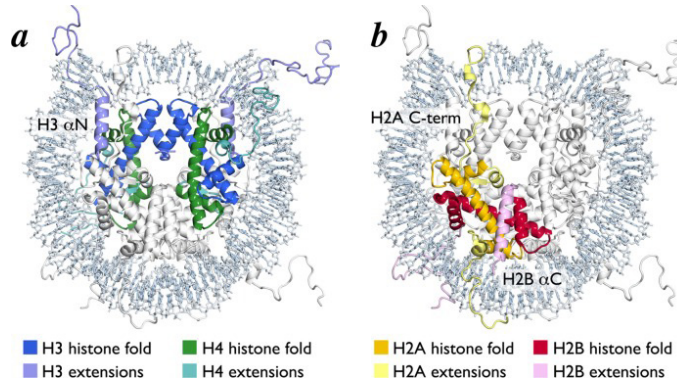 a
b
H3 αN
H2A C-term
H2B αC
H3 histone fold
H4 histone fold
H2A histone fold
H2B histone fold
H3 extensions
H4 extensions
H2A extensions
H2B extensions